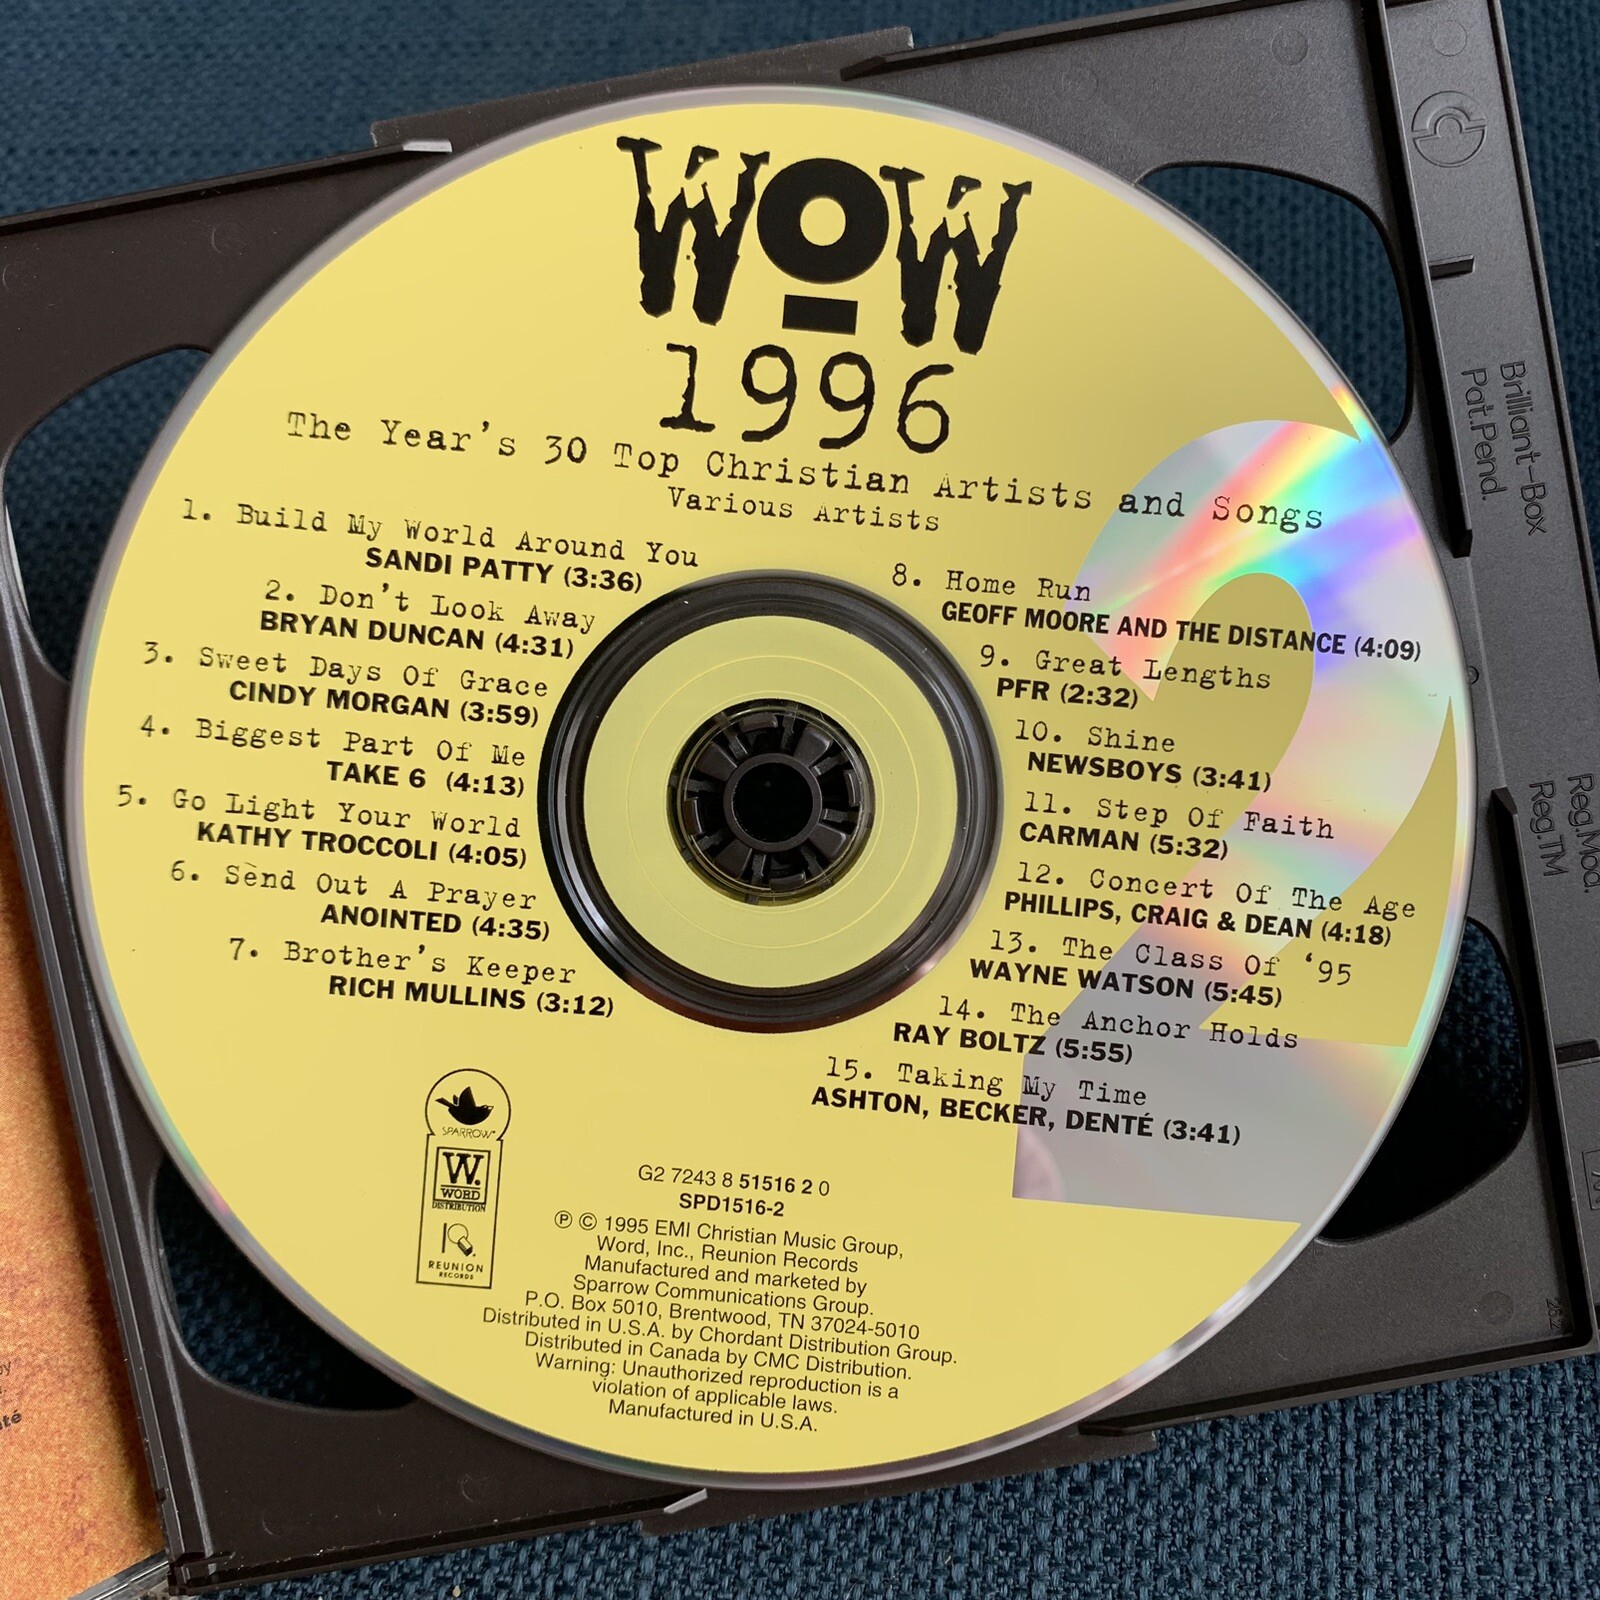 WOW
1996
The Year's 30 Top Christian Artists and Songs
Various Artists
1. Build My World Around You
SANDI PATTY (3:36)
2. Don't Look Away
BRYAN DUNCAN (4:31)
3. Sweet Days Of Grace
CINDY MORGAN (3:59)
4. Biggest Part Of Me
TAKE 6 (4:13)
5. Go Light Your World
KATHY TROCCOLI (4:05)
6. Send Out A Prayer
ANOINTED (4:35)
7. Brother's Keeper
RICH MULLINS (3:12)
8. Home Run
GEOFF MOORE AND THE DISTANCE (4:09)
9. Great Lengths
PFR (2:32)
10. Shine
NEWSBOYS (3:41)
11. Step Of Faith
CARMAN (5:32)
12. Concert Of The Age
PHILLIPS, CRAIG & DEAN (4:18)
13. The Class Of '95
WAYNE WATSON (5:45)
14. The Anchor Holds
RAY BOLTZ (5:55)
15. Taking My Time
ASHTON, BECKER, DENTÉ (3:41)
2
SPARROW
W.
WORD
DISTRIBUTION
REUNION
RECORDS
G2 7243 8 51516 2 0
SPD1516-2
℗ © 1995 EMI Christian Music Group,
Word, Inc., Reunion Records
Manufactured and marketed by
Sparrow Communications Group.
P.O. Box 5010, Brentwood, TN 37024-5010
Distributed in U.S.A. by Chordant Distribution Group.
Distributed in Canada by CMC Distribution.
Warning: Unauthorized reproduction is a
violation of applicable laws.
Manufactured in U.S.A.
Brilliant-Box
Pat.Pend.
Reg.Mod.
Reg.TM